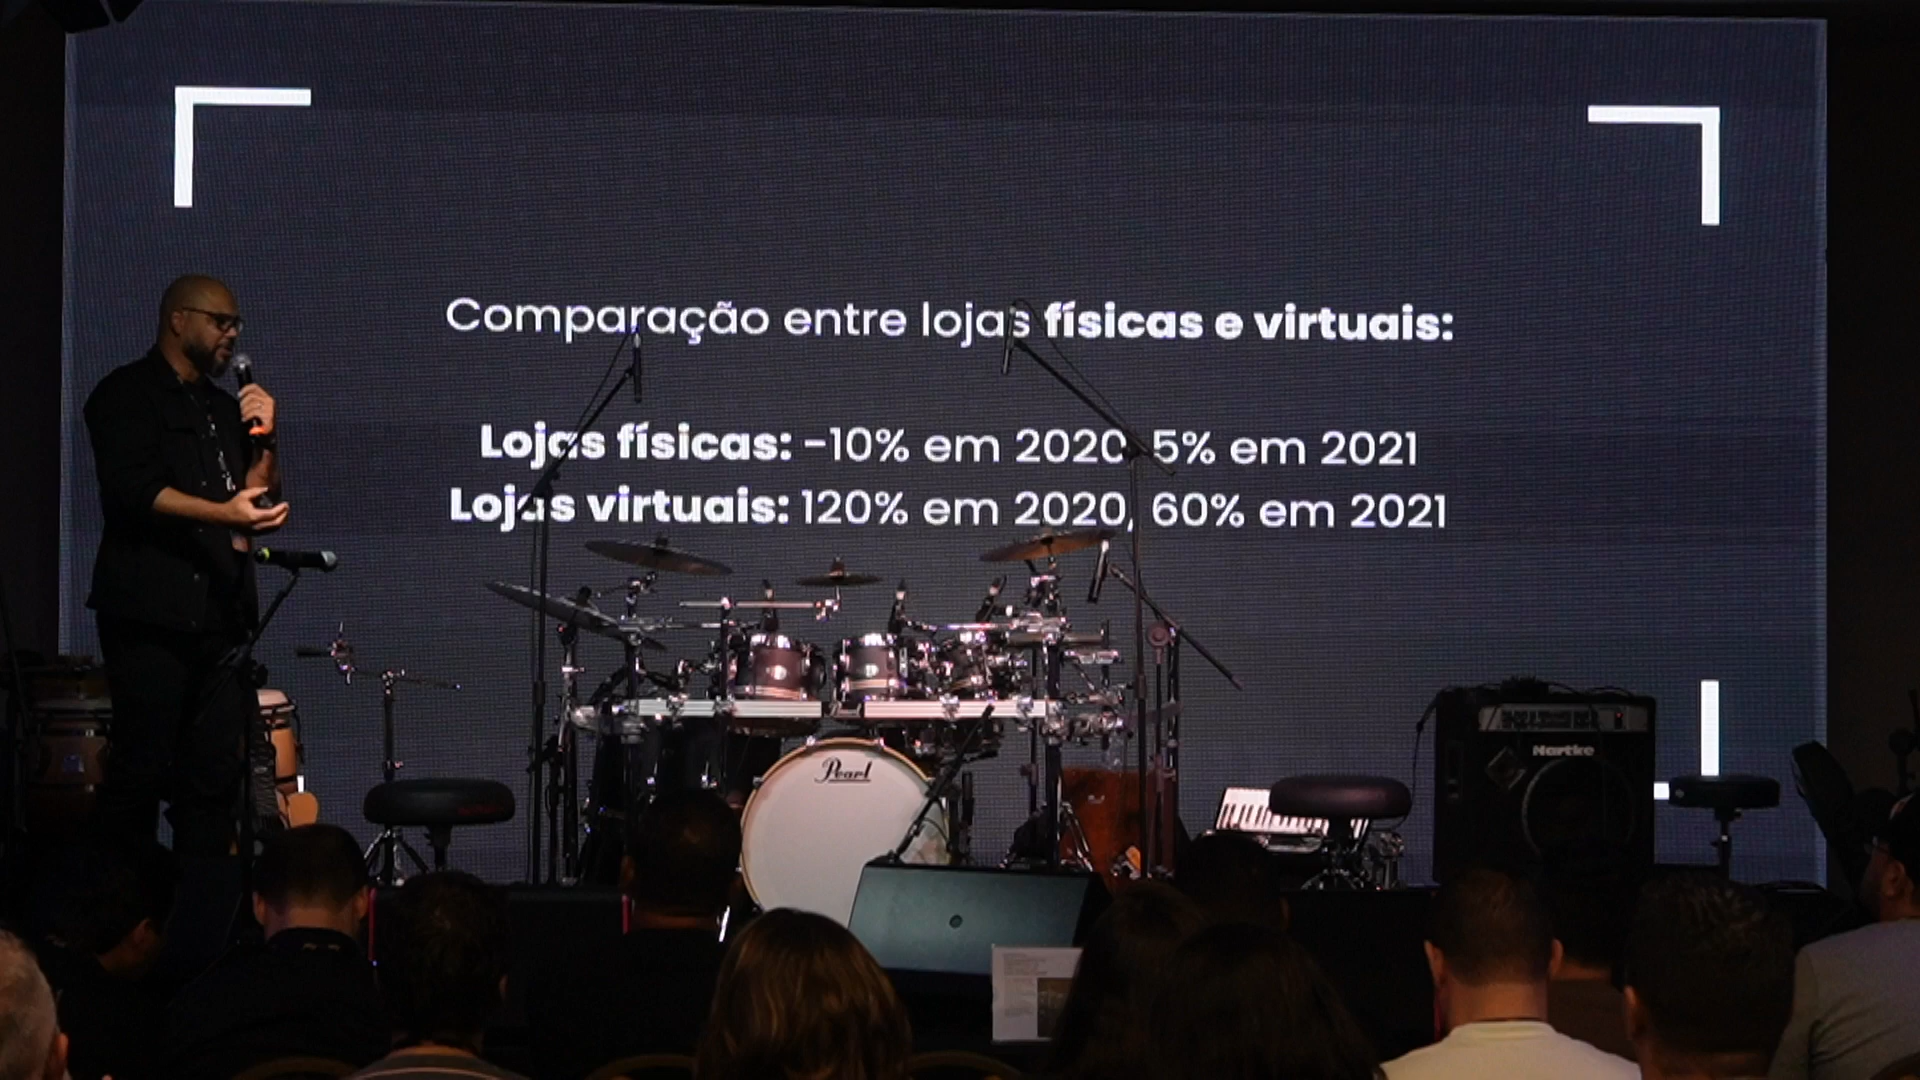 Comparação entre lojas físicas e virtuais:
Lojas físicas: -10% em 2020, 5% em 2021
Lojas virtuais: 120% em 2020, 60% em 2021
Hartke
Pearl